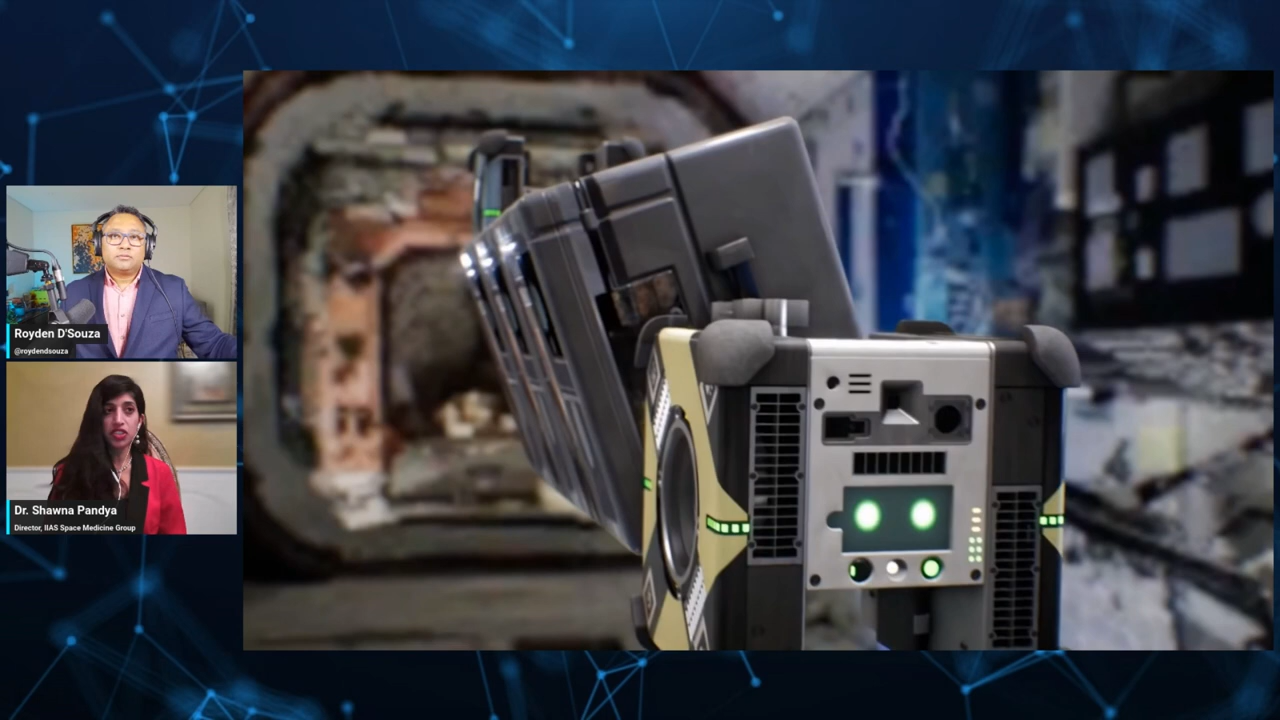 Royden D'Souza
@roydendsouza
Dr. Shawna Pandya
Director, IIAS Space Medicine Group